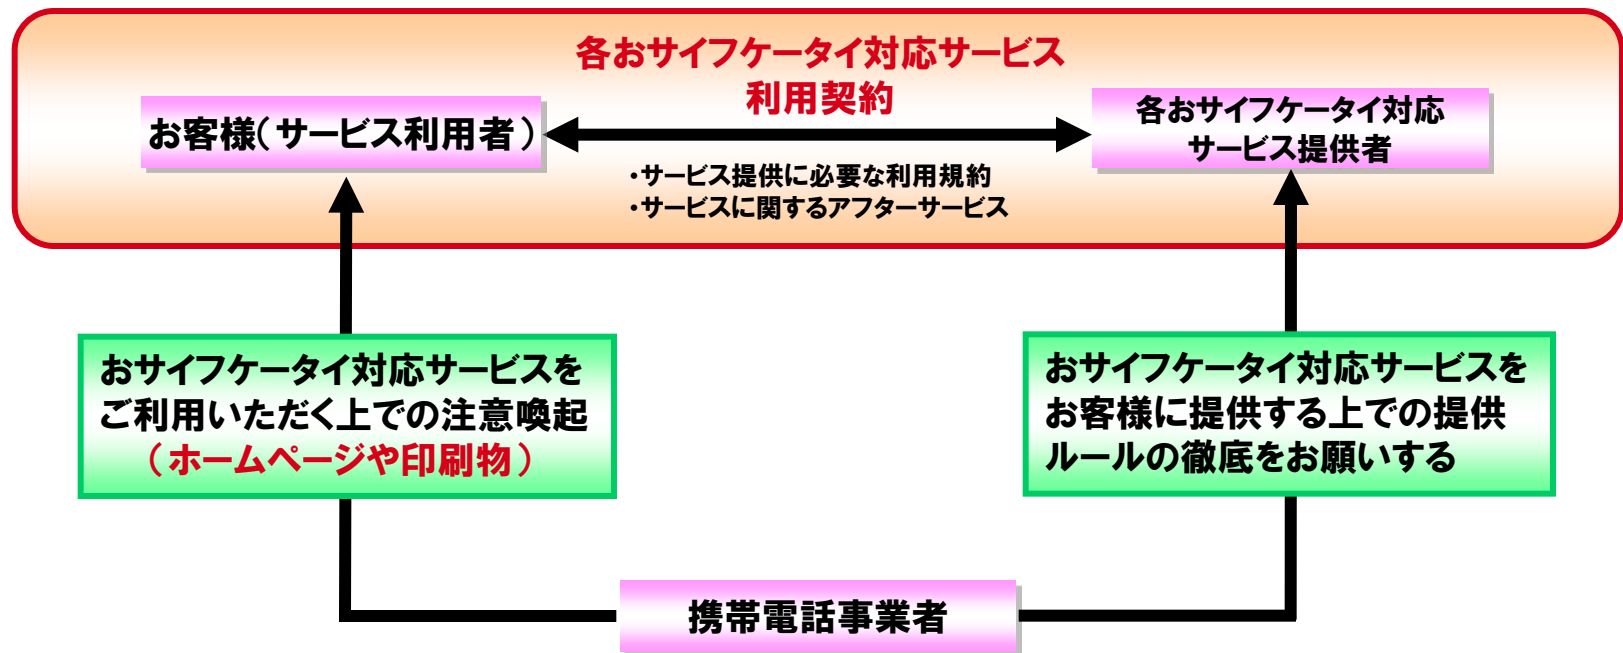 各おサイフケータイ対応サービス
利用契約
お客様(サービス利用者)
各おサイフケータイ対応
サービス提供者
・サービス提供に必要な利用規約
・サービスに関するアフターサービス
おサイフケータイ対応サービスを
ご利用いただく上での注意喚起
(ホームページや印刷物)
おサイフケータイ対応サービスを
お客様に提供する上での提供
ルールの徹底をお願いする
携帯電話事業者